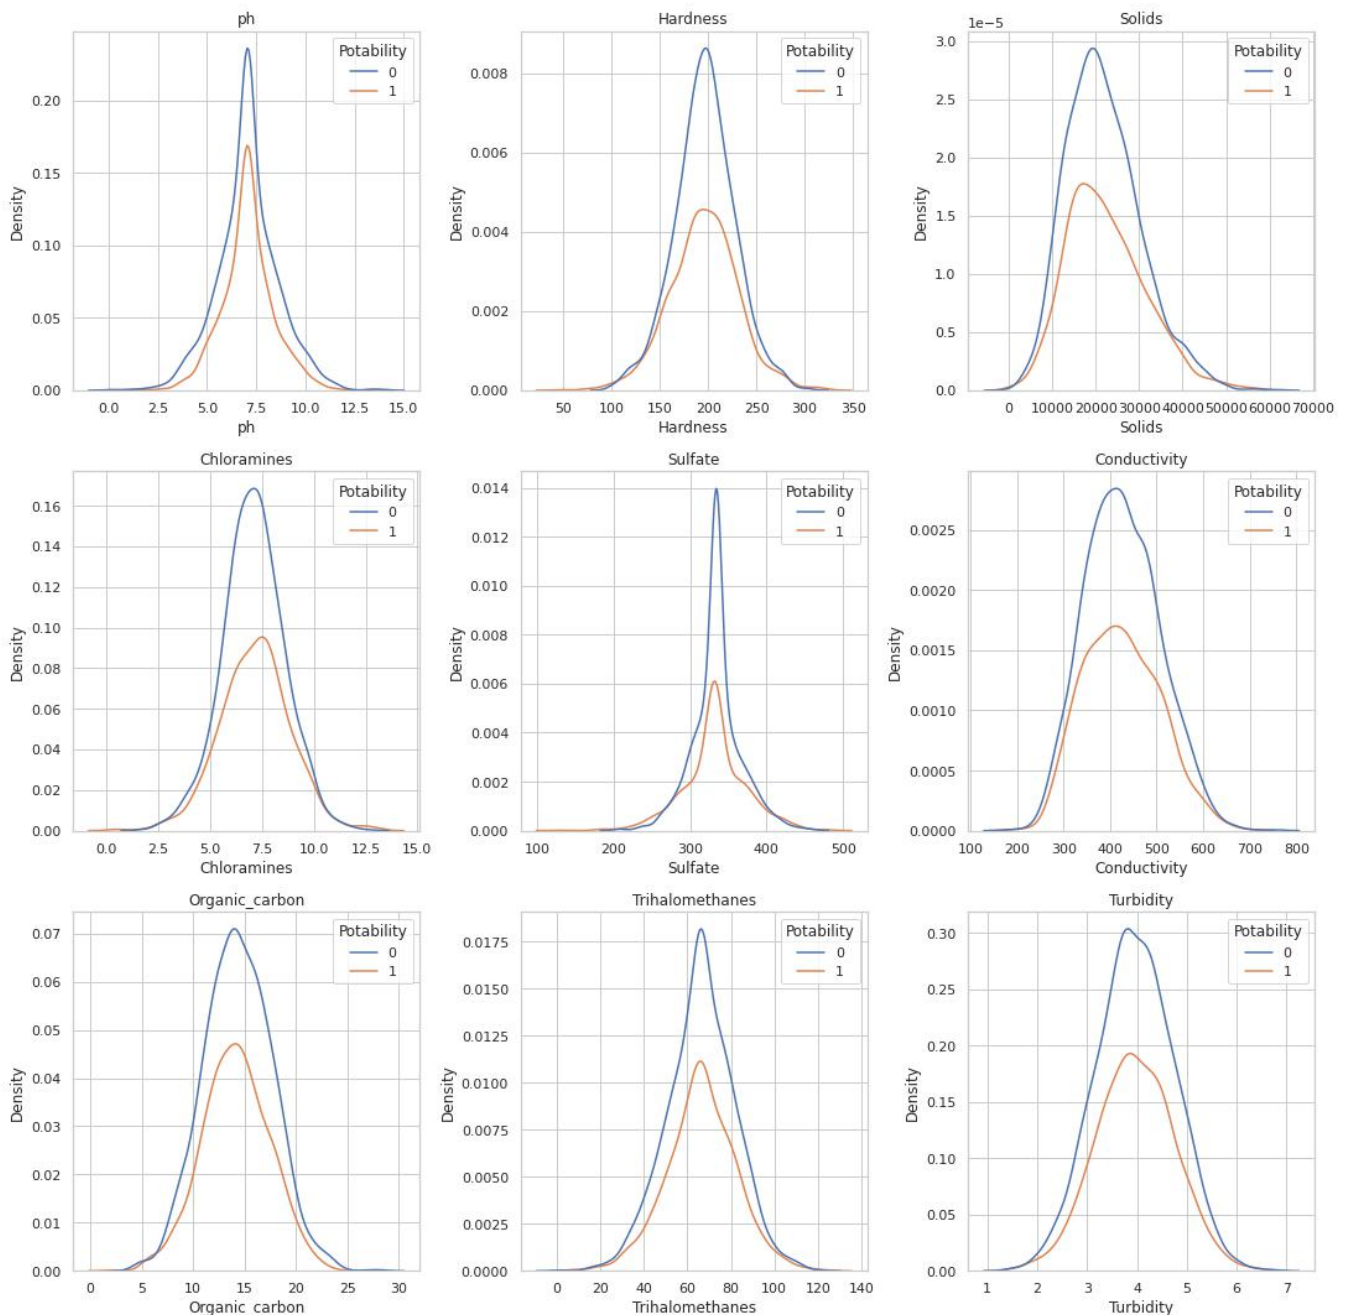 ph
Density
0.20
0.15
0.10
0.05
0.00
Potability
0
1
0.0 2.5 5.0 7.5 10.0 12.5 15.0
ph
Hardness
Density
0.008
0.006
0.004
0.002
0.000
Potability
0
1
50 100 150 200 250 300 350
Hardness
Solids
1e−5
Density
3.0
2.5
2.0
1.5
1.0
0.5
0.0
Potability
0
1
0 10000 20000 30000 40000 50000 60000 70000
Solids
Chloramines
Density
0.16
0.14
0.12
0.10
0.08
0.06
0.04
0.02
0.00
Potability
0
1
0.0 2.5 5.0 7.5 10.0 12.5 15.0
Chloramines
Sulfate
Density
0.014
0.012
0.010
0.008
0.006
0.004
0.002
0.000
Potability
0
1
100 200 300 400 500
Sulfate
Conductivity
Density
0.0025
0.0020
0.0015
0.0010
0.0005
0.0000
Potability
0
1
100 200 300 400 500 600 700 800
Conductivity
Organic_carbon
Density
0.07
0.06
0.05
0.04
0.03
0.02
0.01
0.00
Potability
0
1
0 5 10 15 20 25 30
Organic_carbon
Trihalomethanes
Density
0.0175
0.0150
0.0125
0.0100
0.0075
0.0050
0.0025
0.0000
Potability
0
1
0 20 40 60 80 100 120 140
Trihalomethanes
Turbidity
Density
0.30
0.25
0.20
0.15
0.10
0.05
0.00
Potability
0
1
1 2 3 4 5 6 7
Turbidity